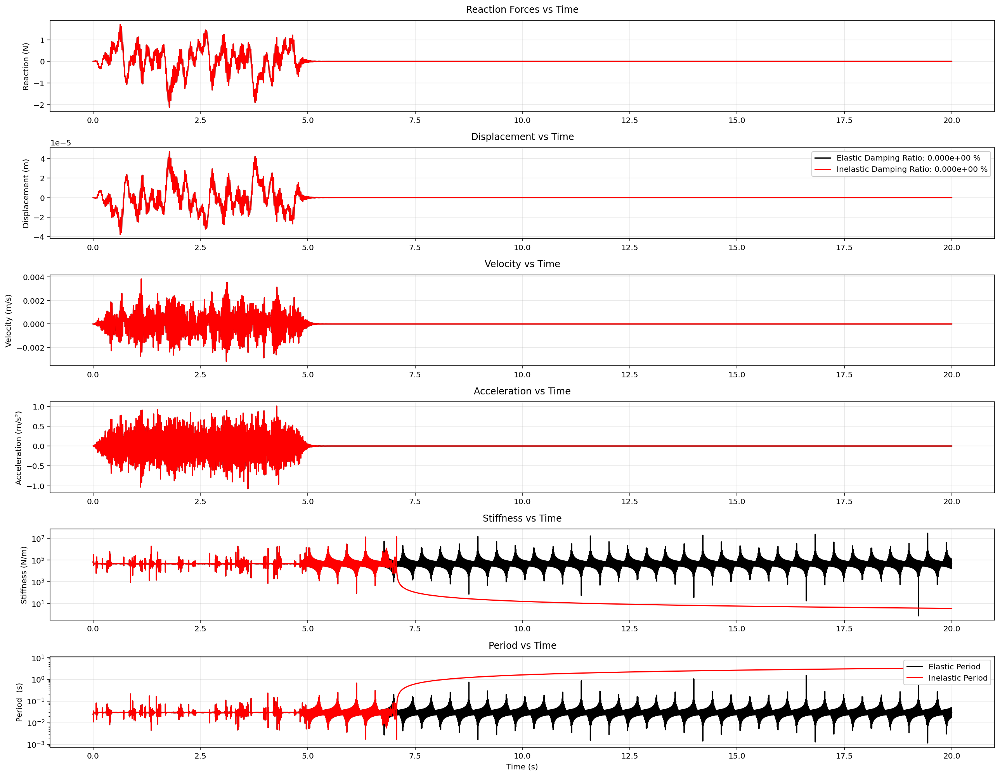 Reaction Forces vs Time
Reaction (N)
1
0
−1
−2
0.0 2.5 5.0 7.5 10.0 12.5 15.0 17.5 20.0
Displacement vs Time
1e−5
Displacement (m)
4
2
0
−2
−4
Elastic Damping Ratio: 0.000e+00 %
Inelastic Damping Ratio: 0.000e+00 %
0.0 2.5 5.0 7.5 10.0 12.5 15.0 17.5 20.0
Velocity vs Time
Velocity (m/s)
0.004
0.002
0.000
−0.002
0.0 2.5 5.0 7.5 10.0 12.5 15.0 17.5 20.0
Acceleration vs Time
Acceleration (m/s²)
1.0
0.5
0.0
−0.5
−1.0
0.0 2.5 5.0 7.5 10.0 12.5 15.0 17.5 20.0
Stiffness vs Time
Stiffness (N/m)
10⁷
10⁵
10³
10¹
0.0 2.5 5.0 7.5 10.0 12.5 15.0 17.5 20.0
Period vs Time
Period (s)
10¹
10⁰
10⁻¹
10⁻²
10⁻³
Elastic Period
Inelastic Period
0.0 2.5 5.0 7.5 10.0 12.5 15.0 17.5 20.0
Time (s)